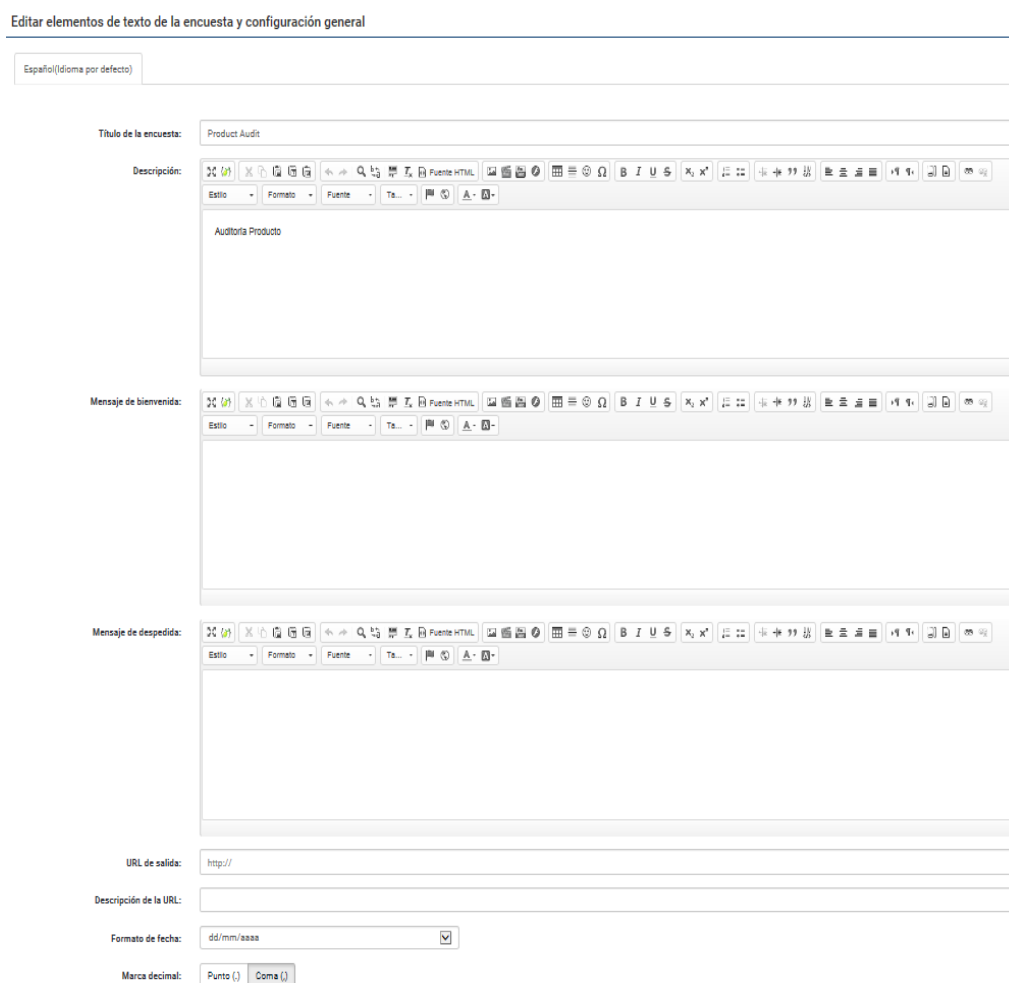 Editar elementos de texto de la encuesta y configuración general
Español(Idioma por defecto)
Título de la encuesta: Product Audit
Descripción: Fuente HTML Ω B I U S
Estilo Formato Fuente Ta... A A
Auditoria Producto
Mensaje de bienvenida: Fuente HTML Ω B I U S
Estilo Formato Fuente Ta... A A
Mensaje de despedida: Fuente HTML Ω B I U S
Estilo Formato Fuente Ta... A A
URL de salida: http://
Descripción de la URL:
Formato de fecha: dd/mm/aaaa
Marca decimal: Punto (.) Coma (,)